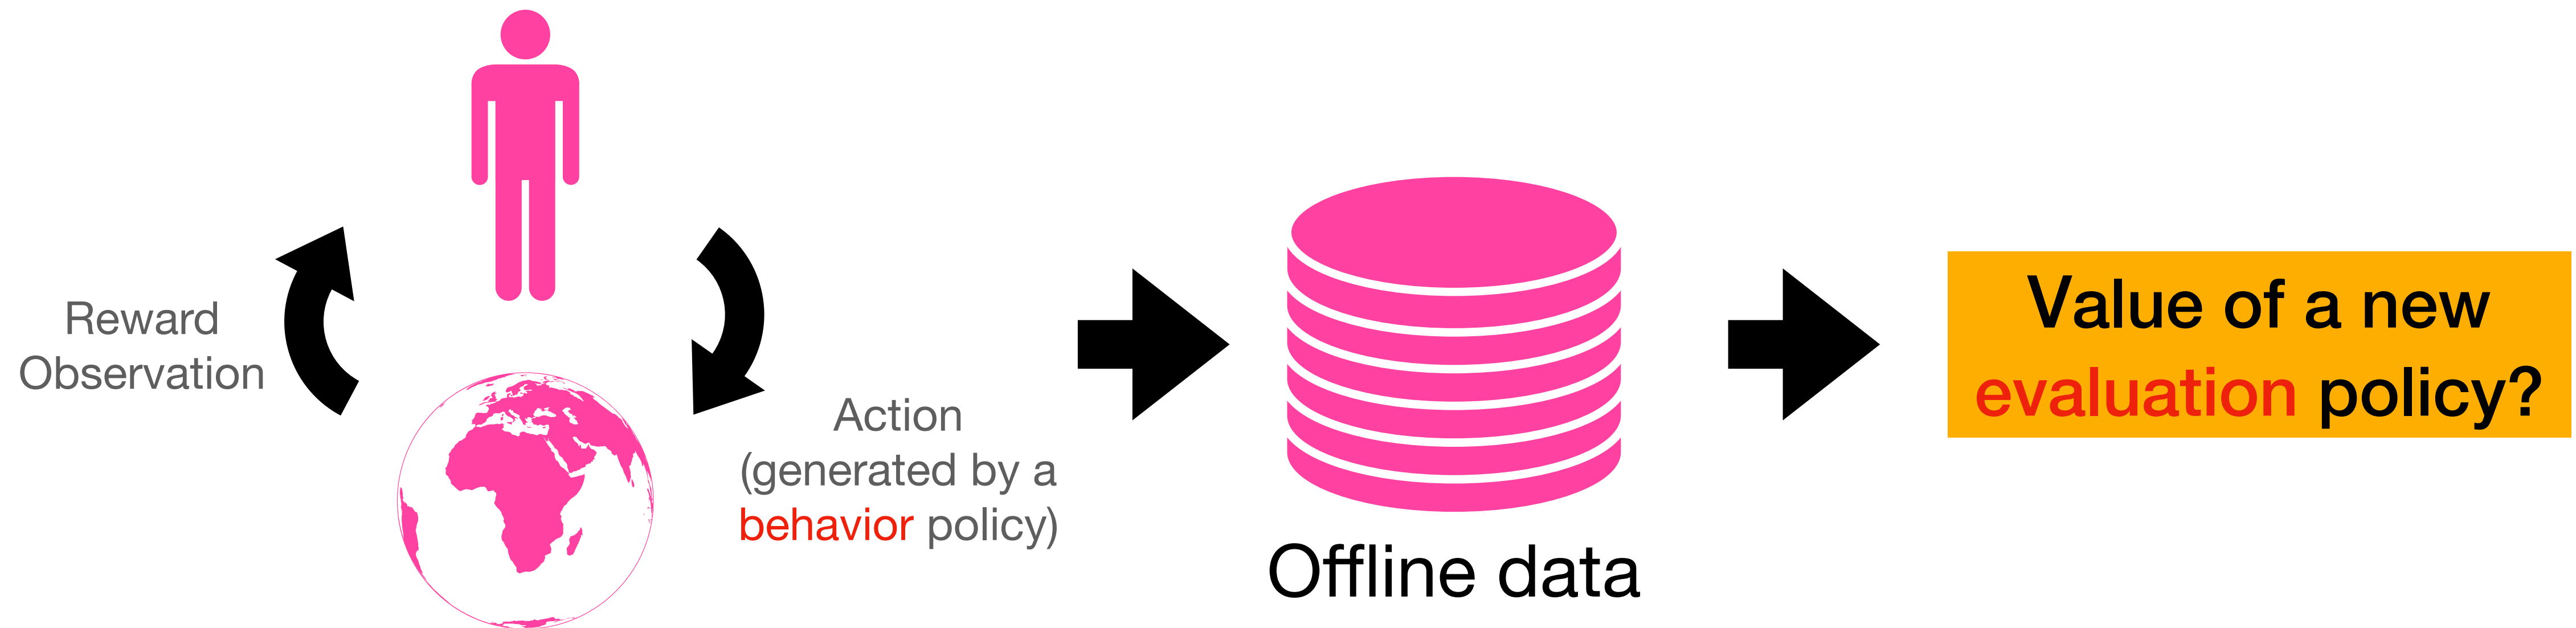 Reward
Observation
Action
(generated by a
behavior policy)
Offline data
Value of a new
evaluation policy?